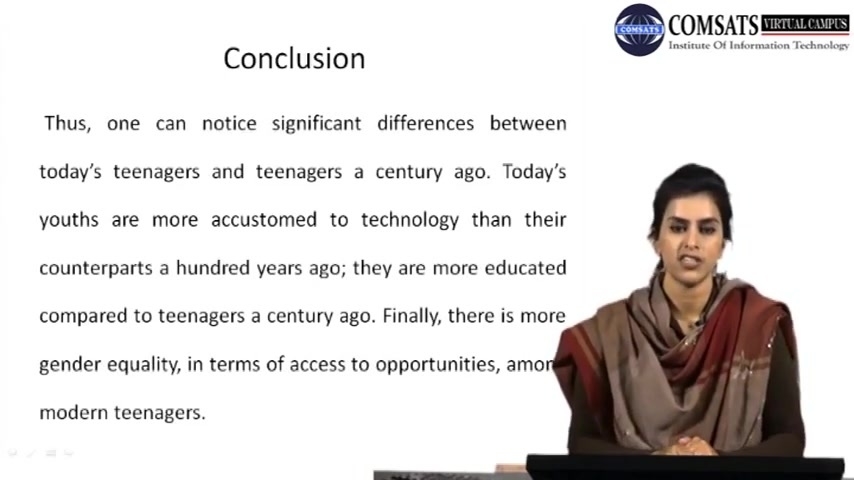 COMSATS VIRTUAL CAMPUS
COMSATS
Institute Of Information Technology
Conclusion
Thus, one can notice significant differences between
today's teenagers and teenagers a century ago. Today's
youths are more accustomed to technology than their
counterparts a hundred years ago; they are more educated
compared to teenagers a century ago. Finally, there is more
gender equality, in terms of access to opportunities, amon
modern teenagers.